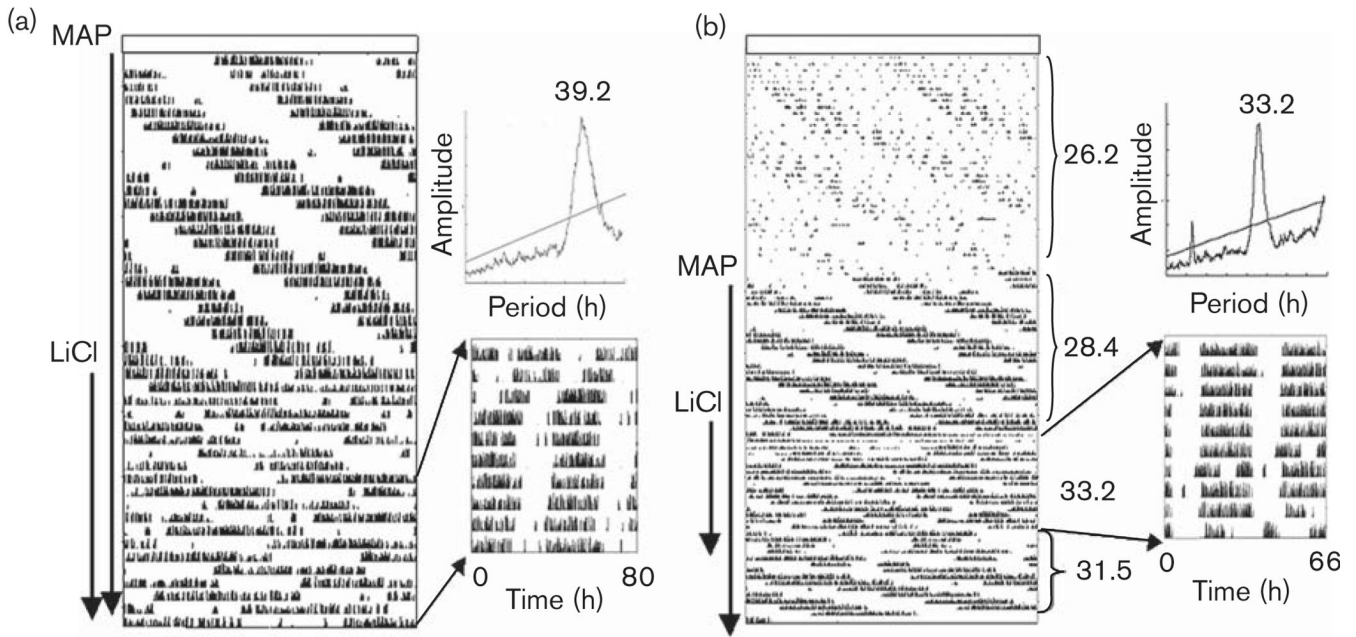 (a)
MAP
LiCl
39.2
Amplitude
Period (h)
0 80
Time (h)
(b)
MAP
LiCl
26.2
28.4
33.2
31.5
33.2
Amplitude
Period (h)
0 66
Time (h)